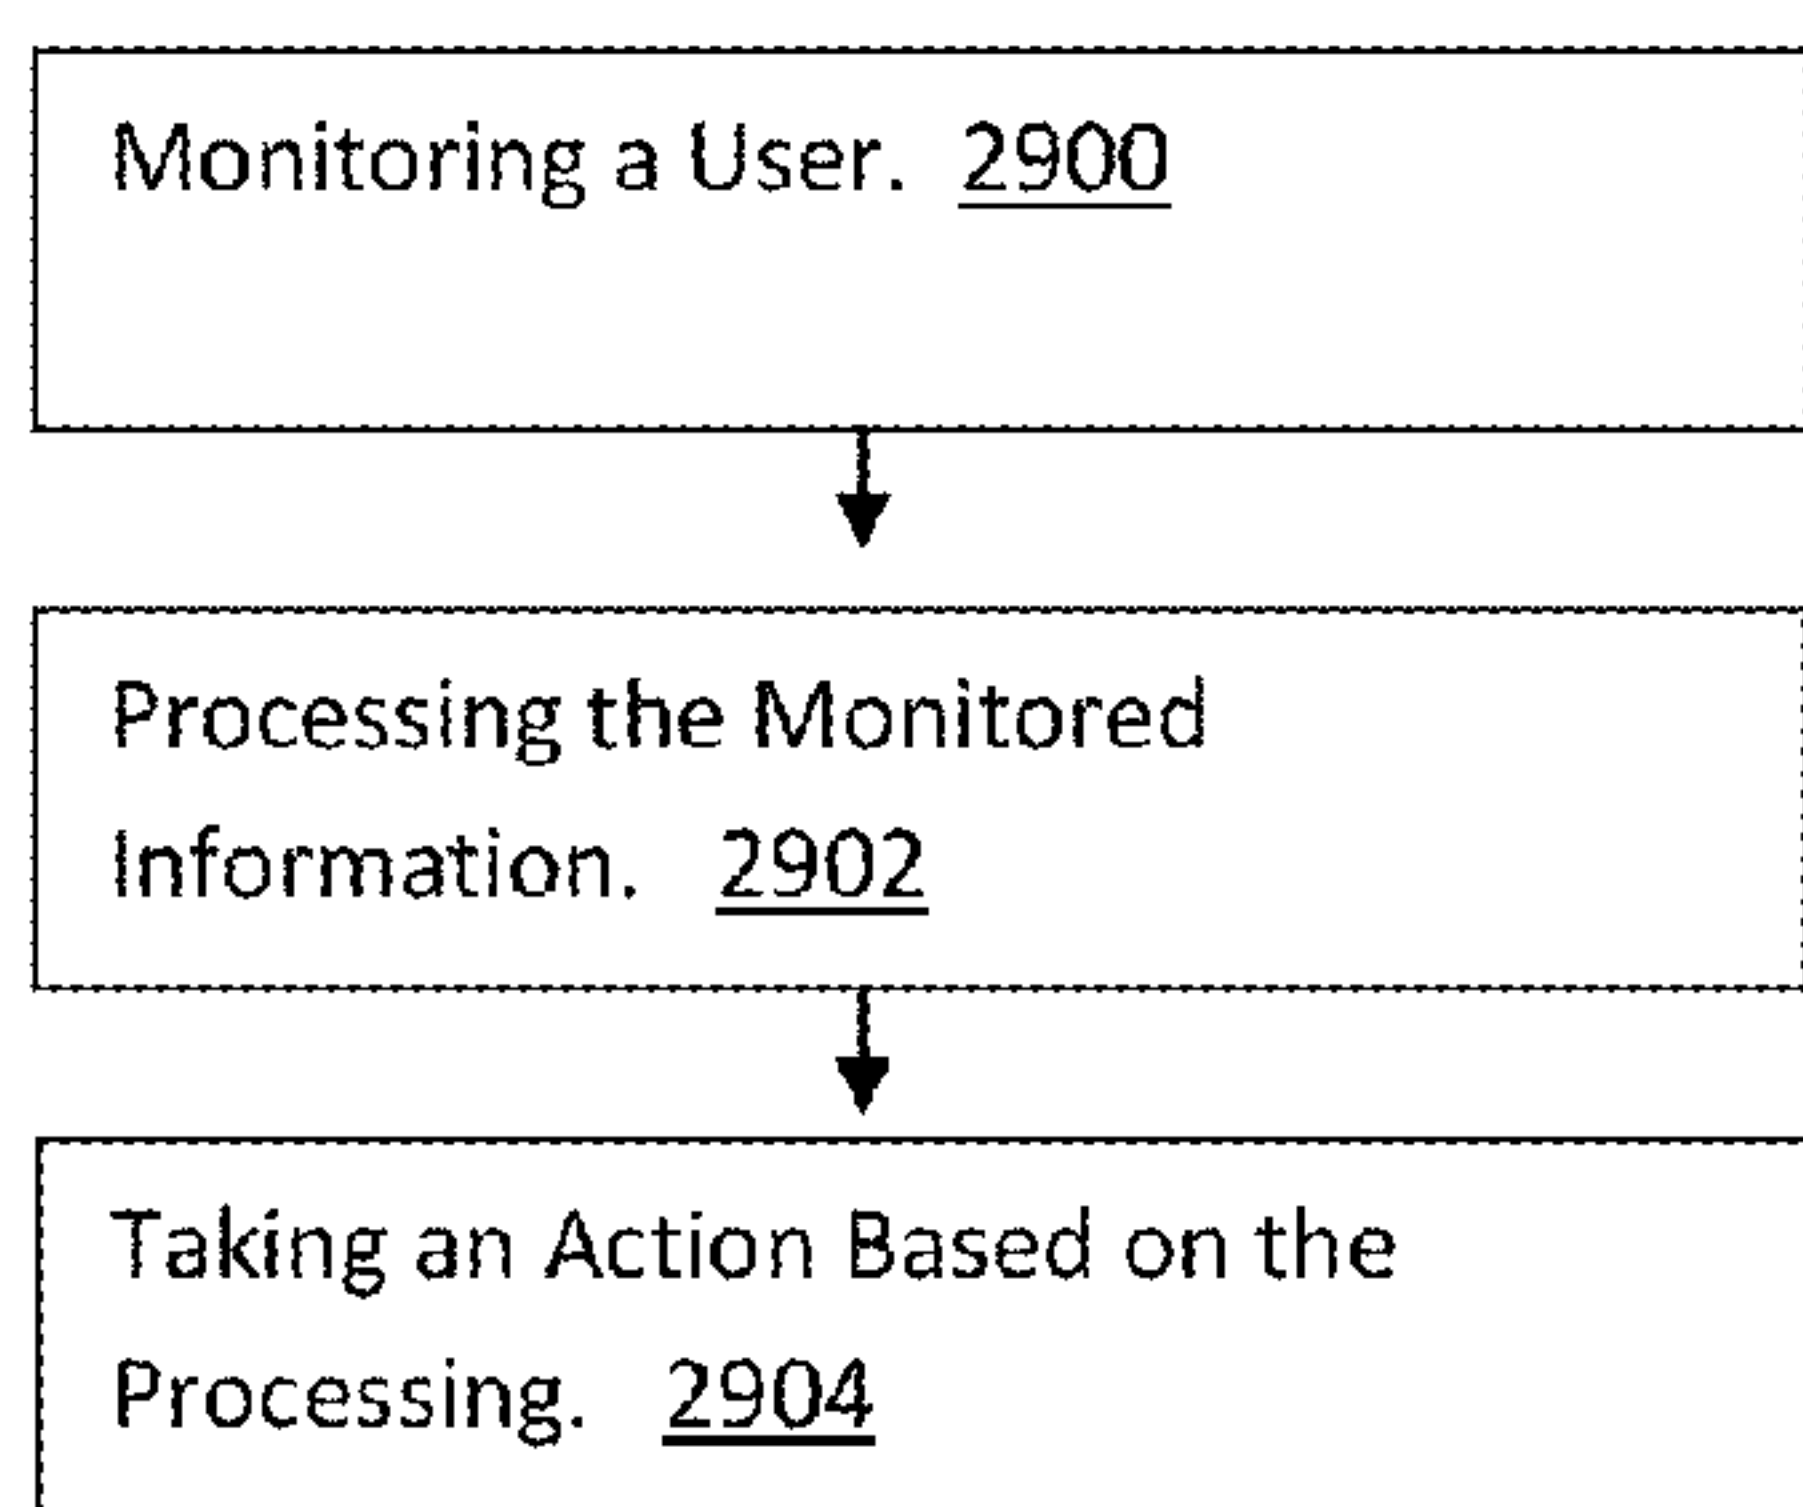 Monitoring a User. 2900
Processing the Monitored
Information. 2902
Taking an Action Based on the
Processing. 2904